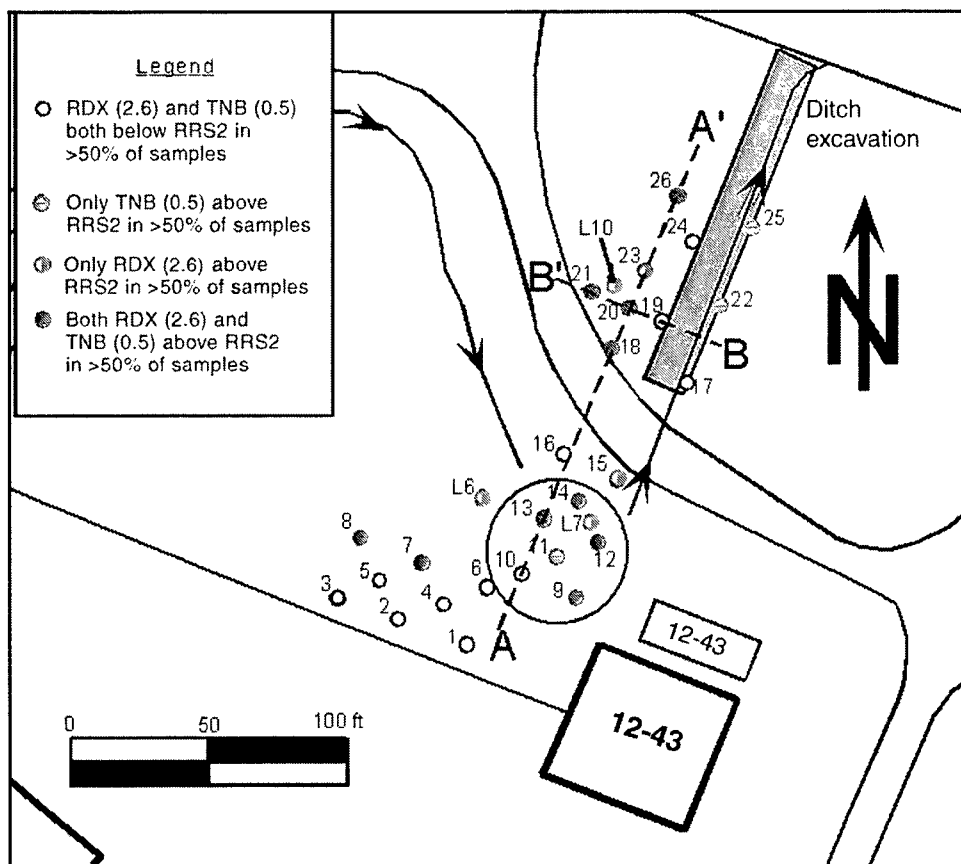 Legend
RDX (2.6) and TNB (0.5)
both below RRS2 in
>50% of samples
Only TNB (0.5) above
RRS2 in >50% of samples
Only RDX (2.6) above
RRS2 in >50% of samples
Both RDX (2.6) and
TNB (0.5) above RRS2
in >50% of samples
Ditch
excavation
A'
26
24
25
L10
23
B'
21
20
19
22
18
B
17
16
15
L6
14
13
L7
8
12
7
11
10
5
6
3
4
9
2
1
A
12-43
12-43
0
50
100 ft
N